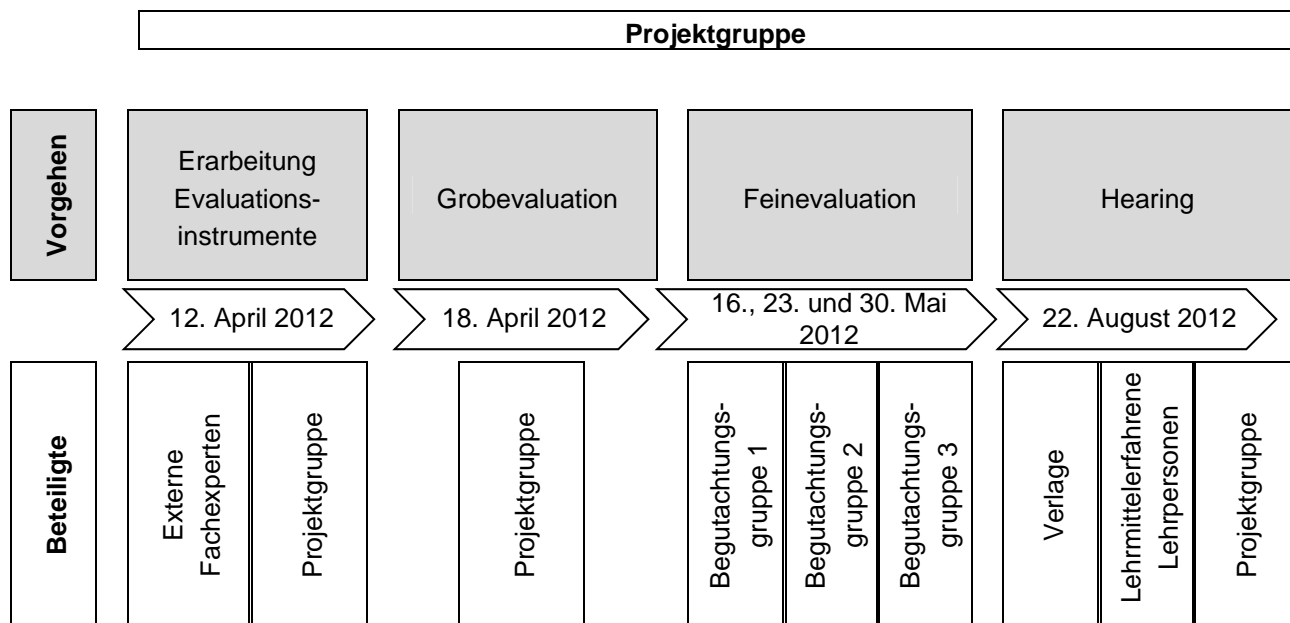 Projektgruppe
Vorgehen
Erarbeitung
Evaluations-
instrumente
Grobevaluation
Feinevaluation
Hearing
12. April 2012
18. April 2012
16., 23. und 30. Mai
2012
22. August 2012
Beteiligte
Externe
Fachexperten
Projektgruppe
Projektgruppe
Begutachtungs-
gruppe 1
Begutachtungs-
gruppe 2
Begutachtungs-
gruppe 3
Verlage
Lehrmittelerfahrene
Lehrpersonen
Projektgruppe